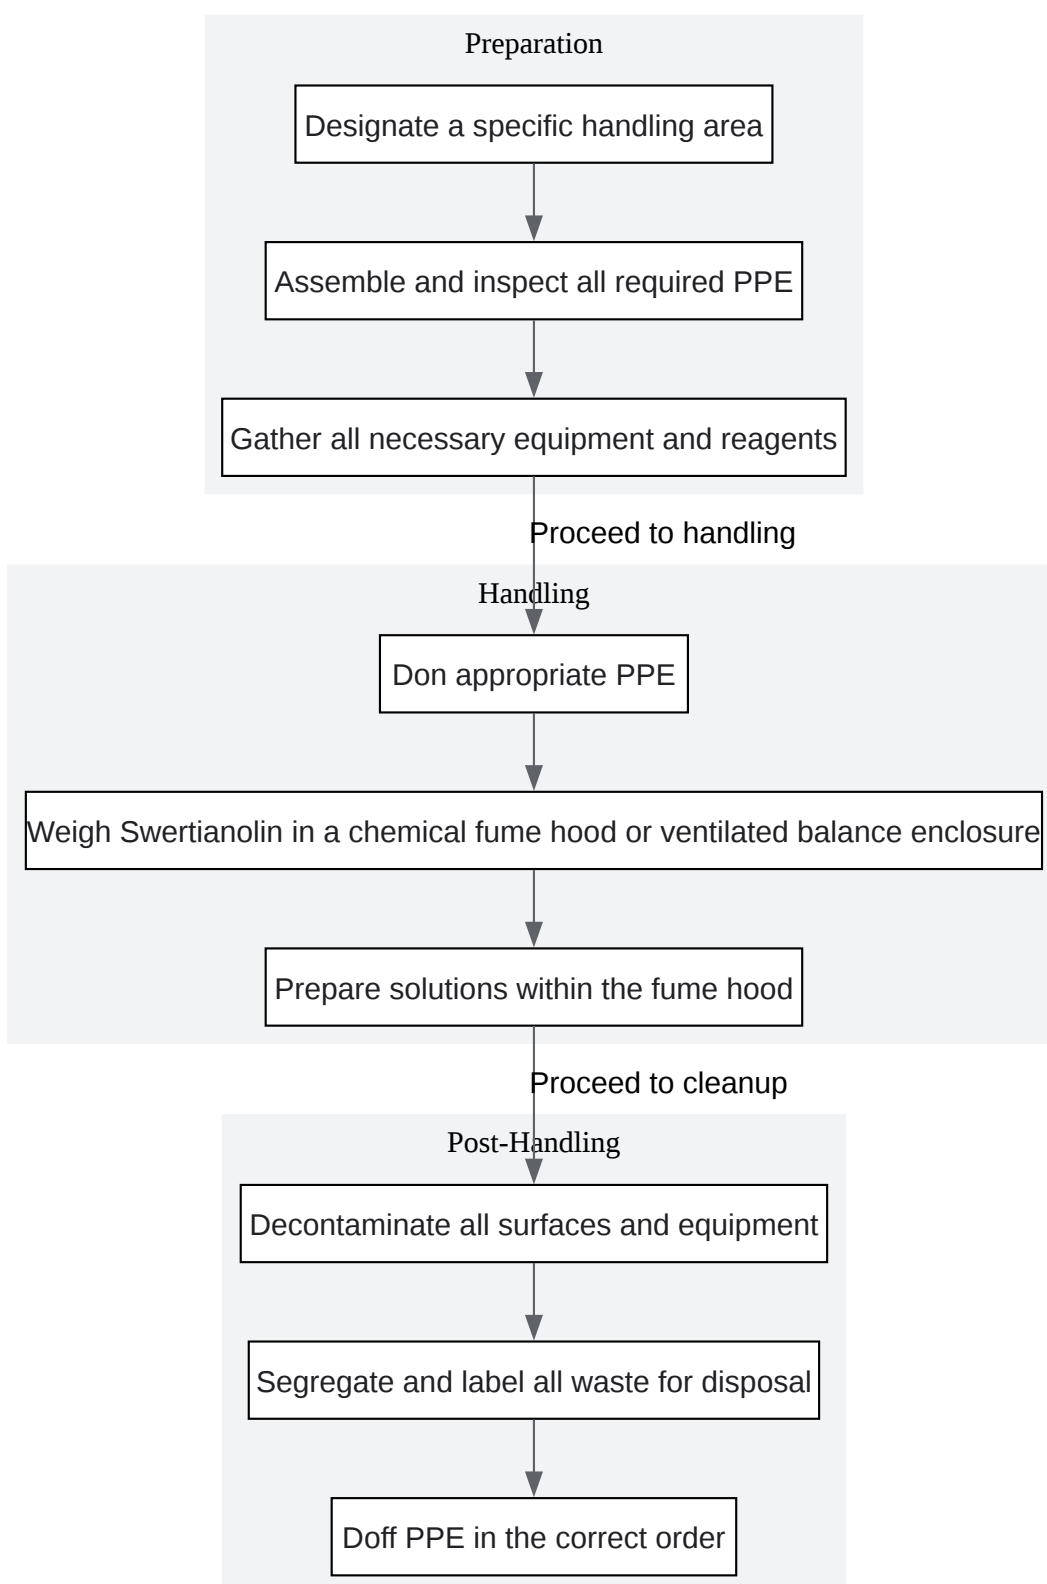 Preparation
Designate a specific handling area
Assemble and inspect all required PPE
Gather all necessary equipment and reagents
Proceed to handling
Handling
Don appropriate PPE
Weigh Swertianolin in a chemical fume hood or ventilated balance enclosure
Prepare solutions within the fume hood
Proceed to cleanup
Post-Handling
Decontaminate all surfaces and equipment
Segregate and label all waste for disposal
Doff PPE in the correct order